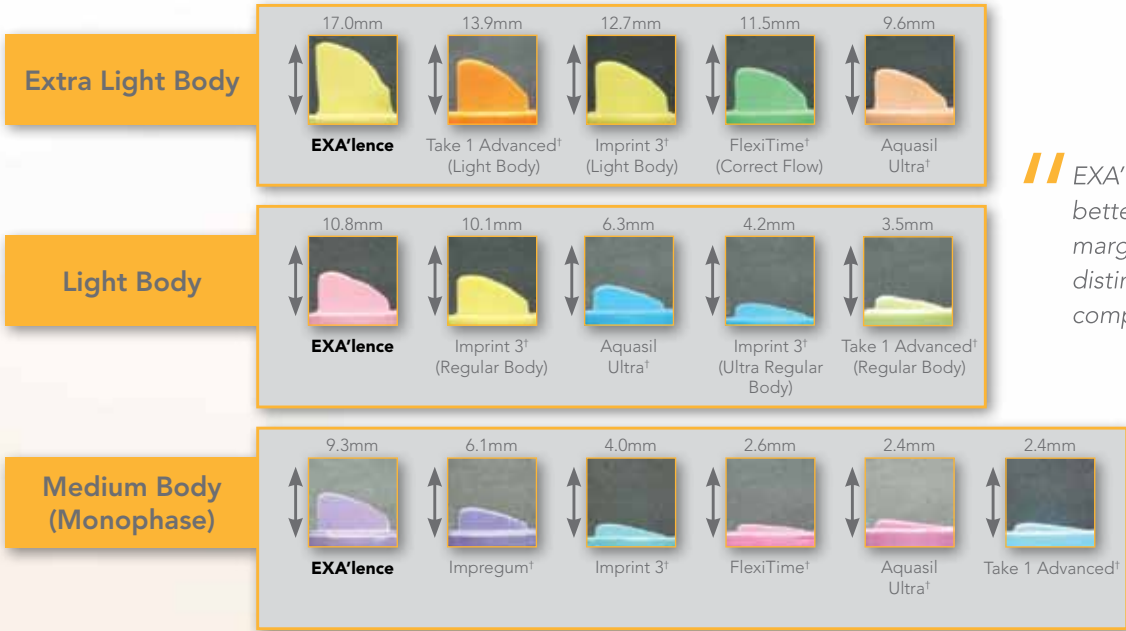 17.0mm 13.9mm 12.7mm 11.5mm 9.6mm
Extra Light Body
EXA'lence Take 1 Advanced† Imprint 3† FlexiTime† Aquasil
(Light Body) (Light Body) (Correct Flow) Ultra†
10.8mm 10.1mm 6.3mm 4.2mm 3.5mm
Light Body
EXA'lence Imprint 3† Aquasil Imprint 3† Take 1 Advanced†
(Regular Body) Ultra† (Ultra Regular (Regular Body)
Body)
9.3mm 6.1mm 4.0mm 2.6mm 2.4mm 2.4mm
Medium Body
(Monophase)
EXA'lence Impregum† Imprint 3† FlexiTime† Aquasil Take 1 Advanced†
Ultra†
" EXA'